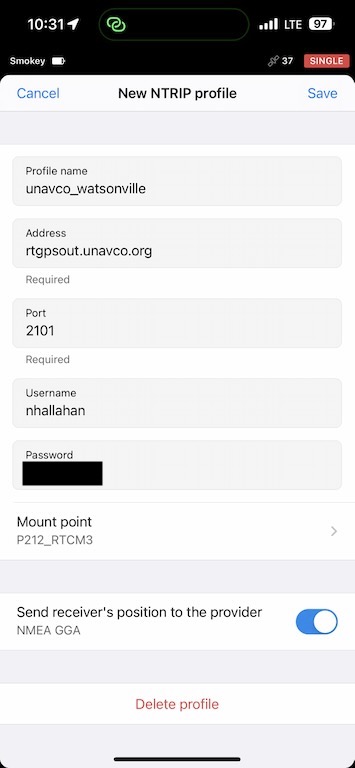 10:31
LTE 97
Smokey
37 SINGLE
Cancel New NTRIP profile Save
Profile name
unavco_watsonville
Address
rtgpsout.unavco.org
Required
Port
2101
Required
Username
nhallahan
Password
Mount point
P212_RTCM3
Send receiver's position to the provider
NMEA GGA
Delete profile